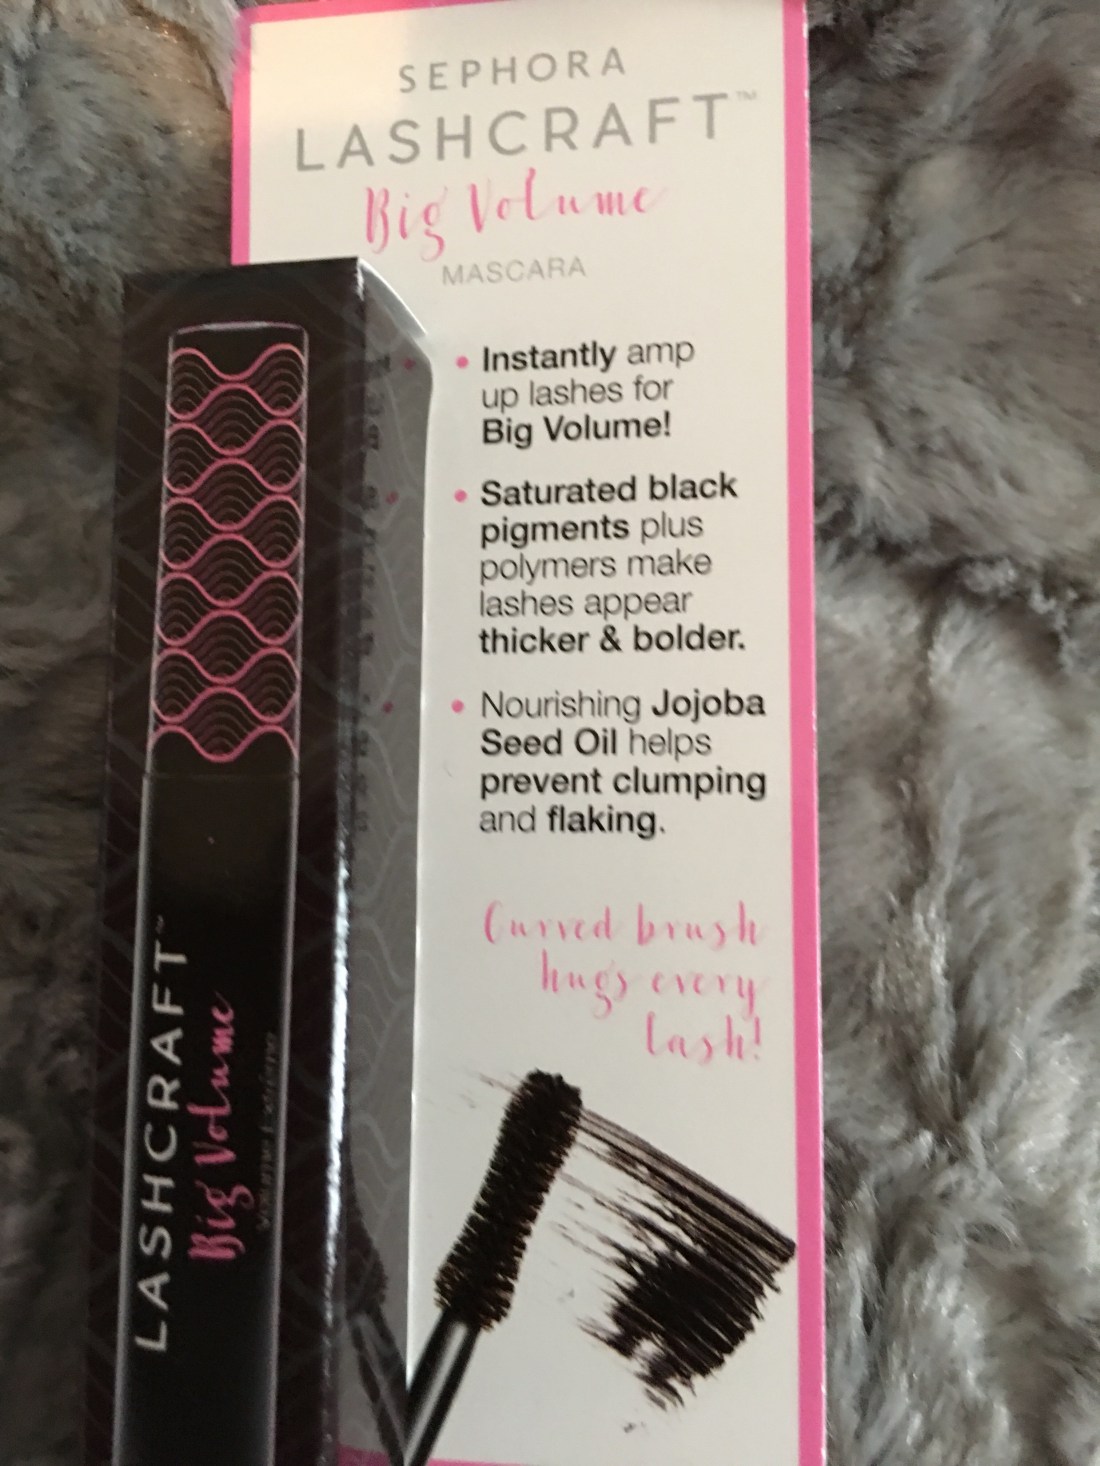 SEPHORA
LASHCRAFT™
Big Volume
MASCARA
• Instantly amp
up lashes for
Big Volume!
• Saturated black
pigments plus
polymers make
lashes appear
thicker & bolder.
• Nourishing Jojoba
Seed Oil helps
prevent clumping
and flaking.
Curved brush
hugs every
lash!
LASHCRAFT™
Big Volume